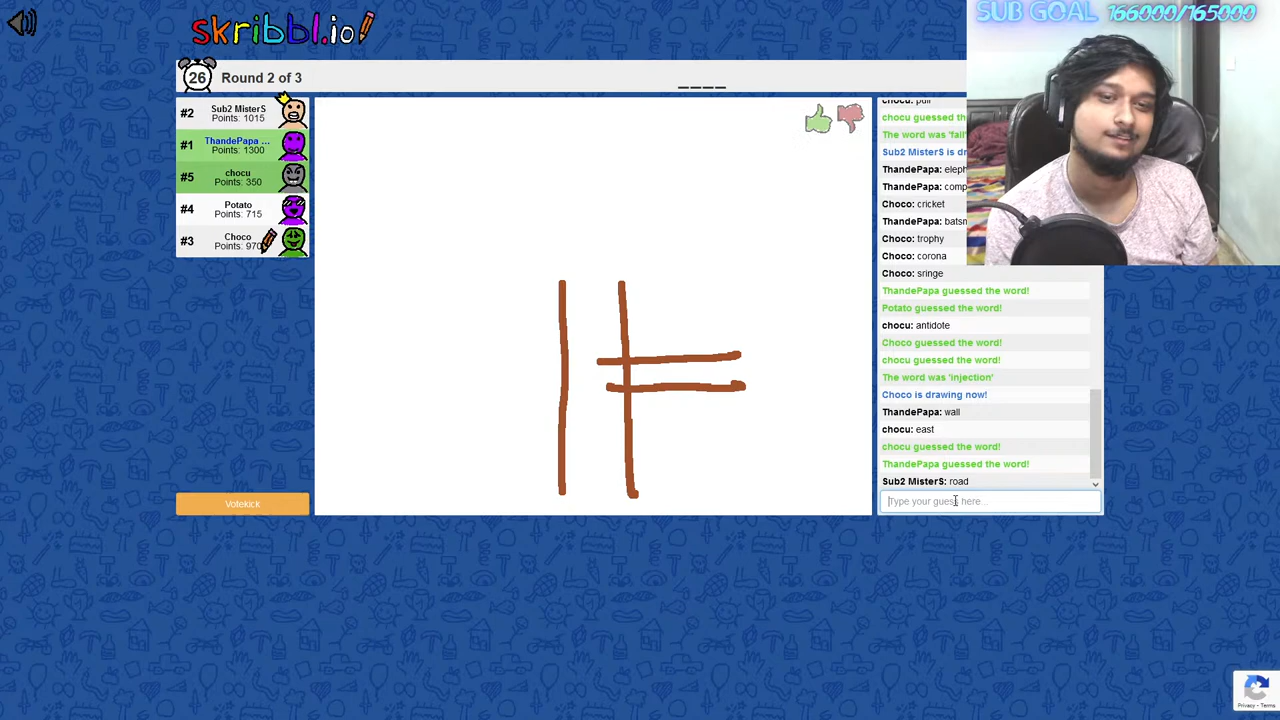 SUB GOAL 166000/165000
skribbl.io
26
Round 2 of 3
____
#2
Sub2 MisterS
Points: 1015
#1
ThandePapa ...
Points: 1300
#5
chocu
Points: 350
#4
Potato
Points: 715
#3
Choco
Points: 970
Votekick
chocu: pull
chocu guessed the
The word was 'fall'
Sub2 MisterS is dr
ThandePapa: eleph
ThandePapa: comp
Choco: cricket
ThandePapa: batsm
Choco: trophy
Choco: corona
Choco: sringe
ThandePapa guessed the word!
Potato guessed the word!
chocu: antidote
Choco guessed the word!
chocu guessed the word!
The word was 'injection'
Choco is drawing now!
ThandePapa: wall
chocu: east
chocu guessed the word!
ThandePapa guessed the word!
Sub2 MisterS: road
Type your guess here...
Privacy - Terms